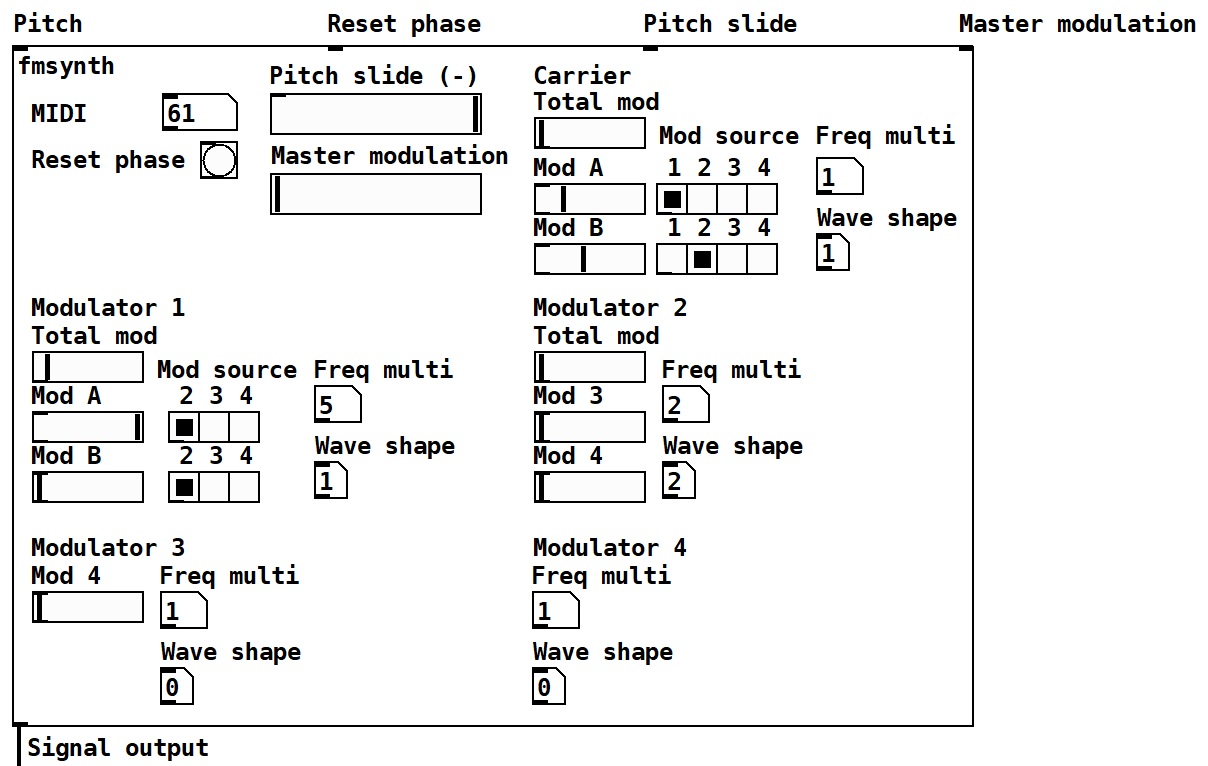 Pitch Reset phase Pitch slide Master modulation
fmsynth
Pitch slide (-)
MIDI 61
Reset phase
Master modulation
Carrier
Total mod
Mod source Freq multi
Mod A 1 2 3 4 1
Mod B 1 2 3 4
Wave shape
1
Modulator 1
Total mod
Mod source Freq multi
Mod A 2 3 4 5
Mod B 2 3 4
Wave shape
1
Modulator 2
Total mod
Freq multi
Mod 3 2
Wave shape
Mod 4 2
Modulator 3
Mod 4 Freq multi
1
Wave shape
0
Modulator 4
Freq multi
1
Wave shape
0
Signal output